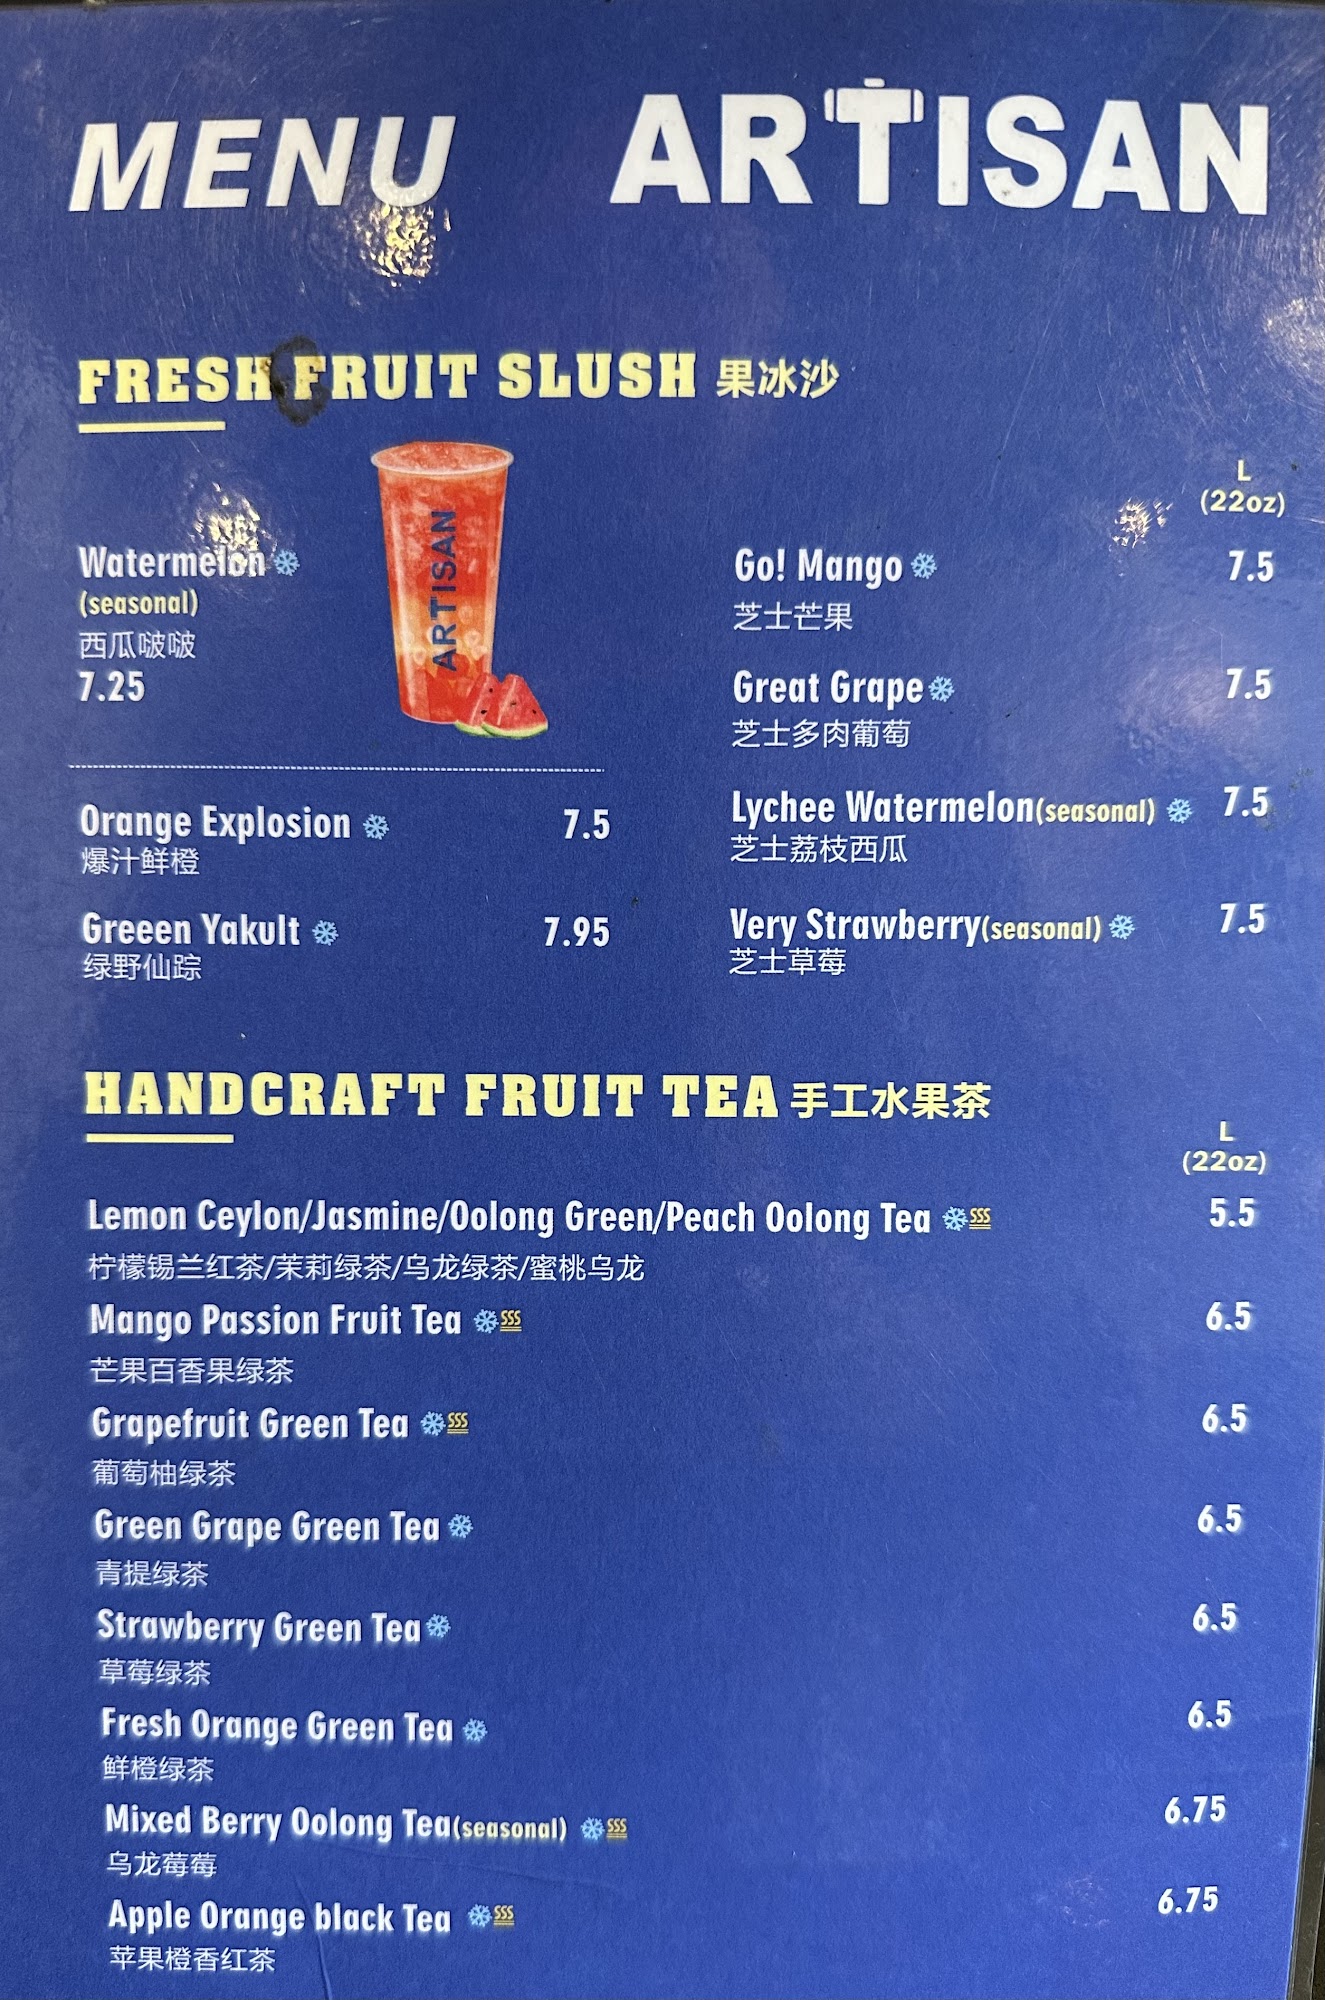 MENU ARTISAN
FRESH FRUIT SLUSH 果冰沙
ARTISAN
Watermelon
(seasonal)
西瓜啵啵
7.25
Orange Explosion 7.5
爆汁鲜橙
Greeen Yakult 7.95
绿野仙踪
L
(22oz)
Go! Mango 7.5
芝士芒果
Great Grape 7.5
芝士多肉葡萄
Lychee Watermelon(seasonal) 7.5
芝士荔枝西瓜
Very Strawberry(seasonal) 7.5
芝士草莓
HANDCRAFT FRUIT TEA 手工水果茶
L
(22oz)
Lemon Ceylon/Jasmine/Oolong Green/Peach Oolong Tea 5.5
柠檬锡兰红茶/茉莉绿茶/乌龙绿茶/蜜桃乌龙
Mango Passion Fruit Tea 6.5
芒果百香果绿茶
Grapefruit Green Tea 6.5
葡萄柚绿茶
Green Grape Green Tea 6.5
青提绿茶
Strawberry Green Tea 6.5
草莓绿茶
Fresh Orange Green Tea 6.5
鲜橙绿茶
Mixed Berry Oolong Tea(seasonal) 6.75
乌龙莓莓
Apple Orange black Tea 6.75
苹果橙香红茶